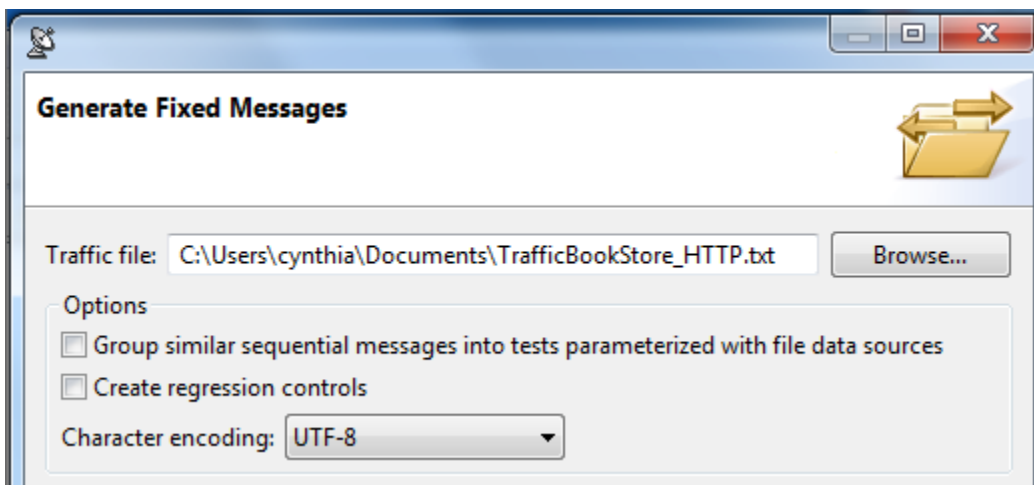 Generate Fixed Messages
Traffic file: C:\Users\cynthia\Documents\TrafficBookStore_HTTP.txt Browse...
Options
Group similar sequential messages into tests parameterized with file data sources
Create regression controls
Character encoding: UTF-8